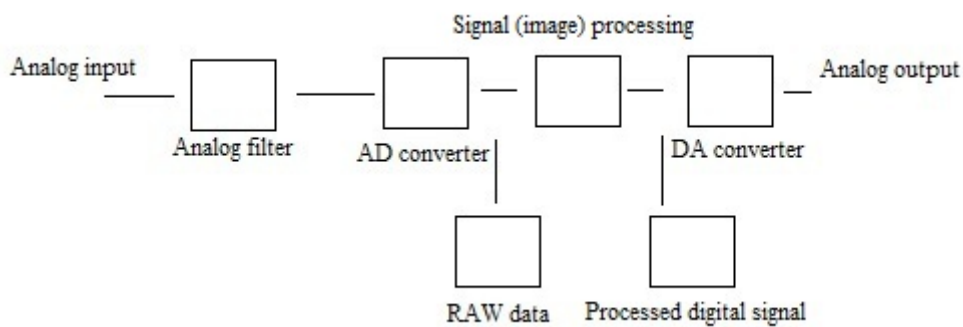 Signal (image) processing
Analog input
Analog output
Analog filter
AD converter
DA converter
RAW data
Processed digital signal